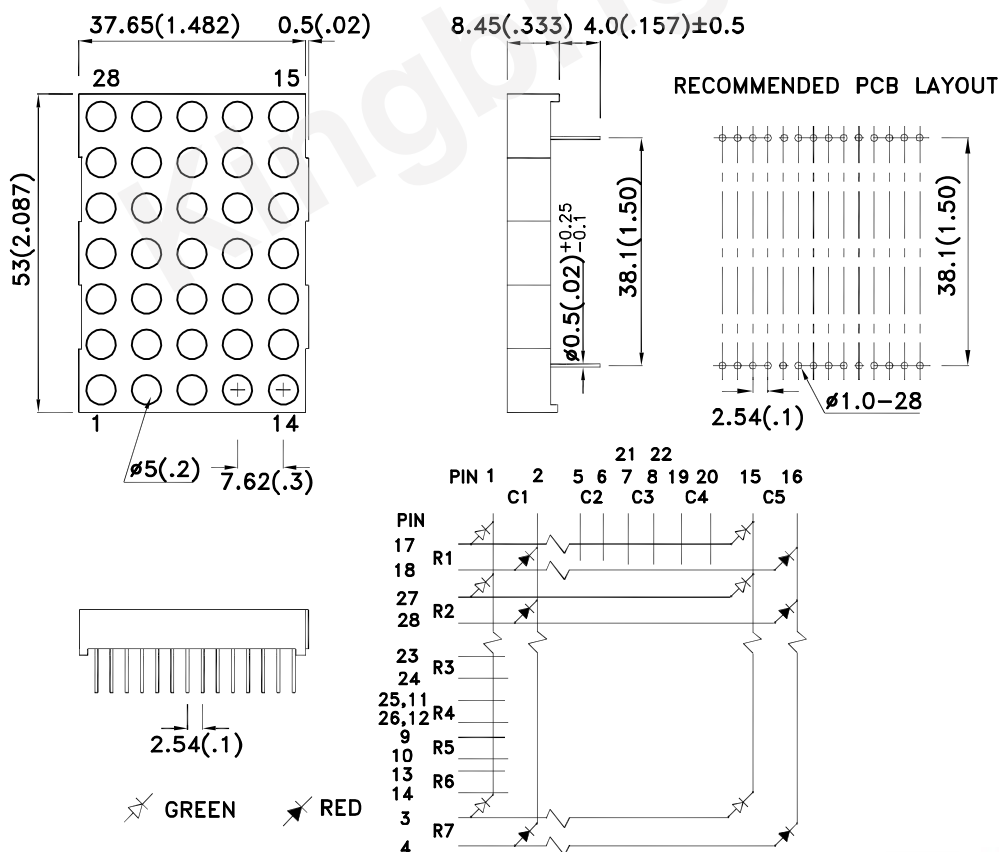 37.65(1.482) 0.5(.02)
8.45(.333) 4.0(.157)±0.5
Kingbrig
28 15
RECOMMENDED PCB LAYOUT
53(2.087)
ø0.5(.02)+0.25 -0.1
38.1(1.50)
38.1(1.50)
1 14
2.54(.1)
ø1.0-28
ø5(.2)
7.62(.3)
21 22
PIN 1 2 5 6 7 8 19 20 15 16
C1 C2 C3 C4 C5
PIN
17
R1
18
27
R2
28
23
R3
24
25,11
R4
26,12
9
R5
10
13
R6
14
3
R7
4
2.54(.1)
GREEN RED